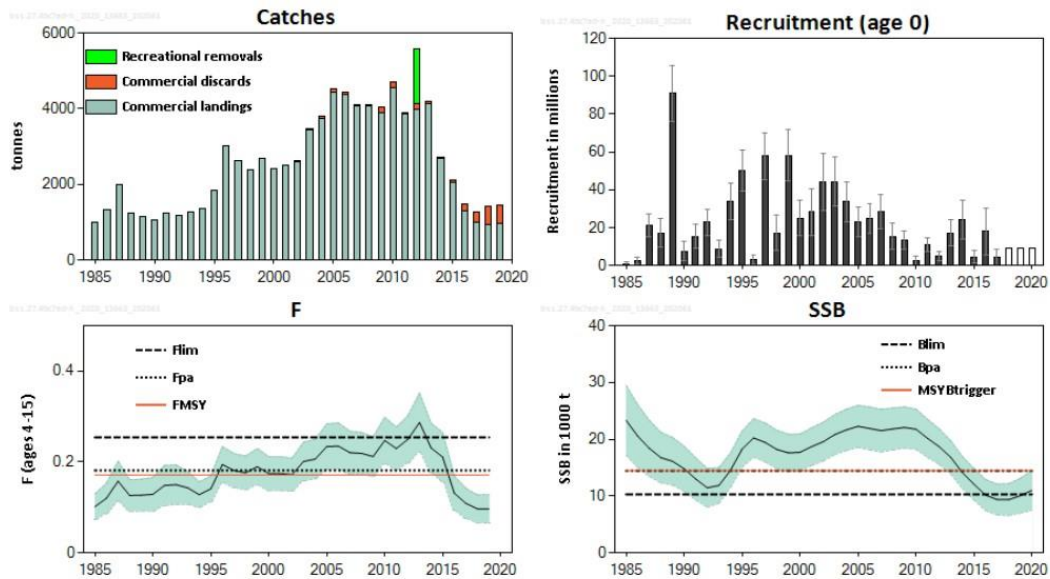 Catches
tonnes
6000
4000
2000
0
Recreational removals
Commercial discards
Commercial landings
1985 1990 1995 2000 2005 2010 2015 2020
Recruitment (age 0)
Recruitment in millions
120
100
80
60
40
20
0
1985 1990 1995 2000 2005 2010 2015 2020
F
F (ages 4-15)
0.4
0.2
0
Flim
Fpa
FMSY
1985 1990 1995 2000 2005 2010 2015 2020
SSB
SSB in 1000 t
40
30
20
10
0
Blim
Bpa
MSYBtrigger
1985 1990 1995 2000 2005 2010 2015 2020